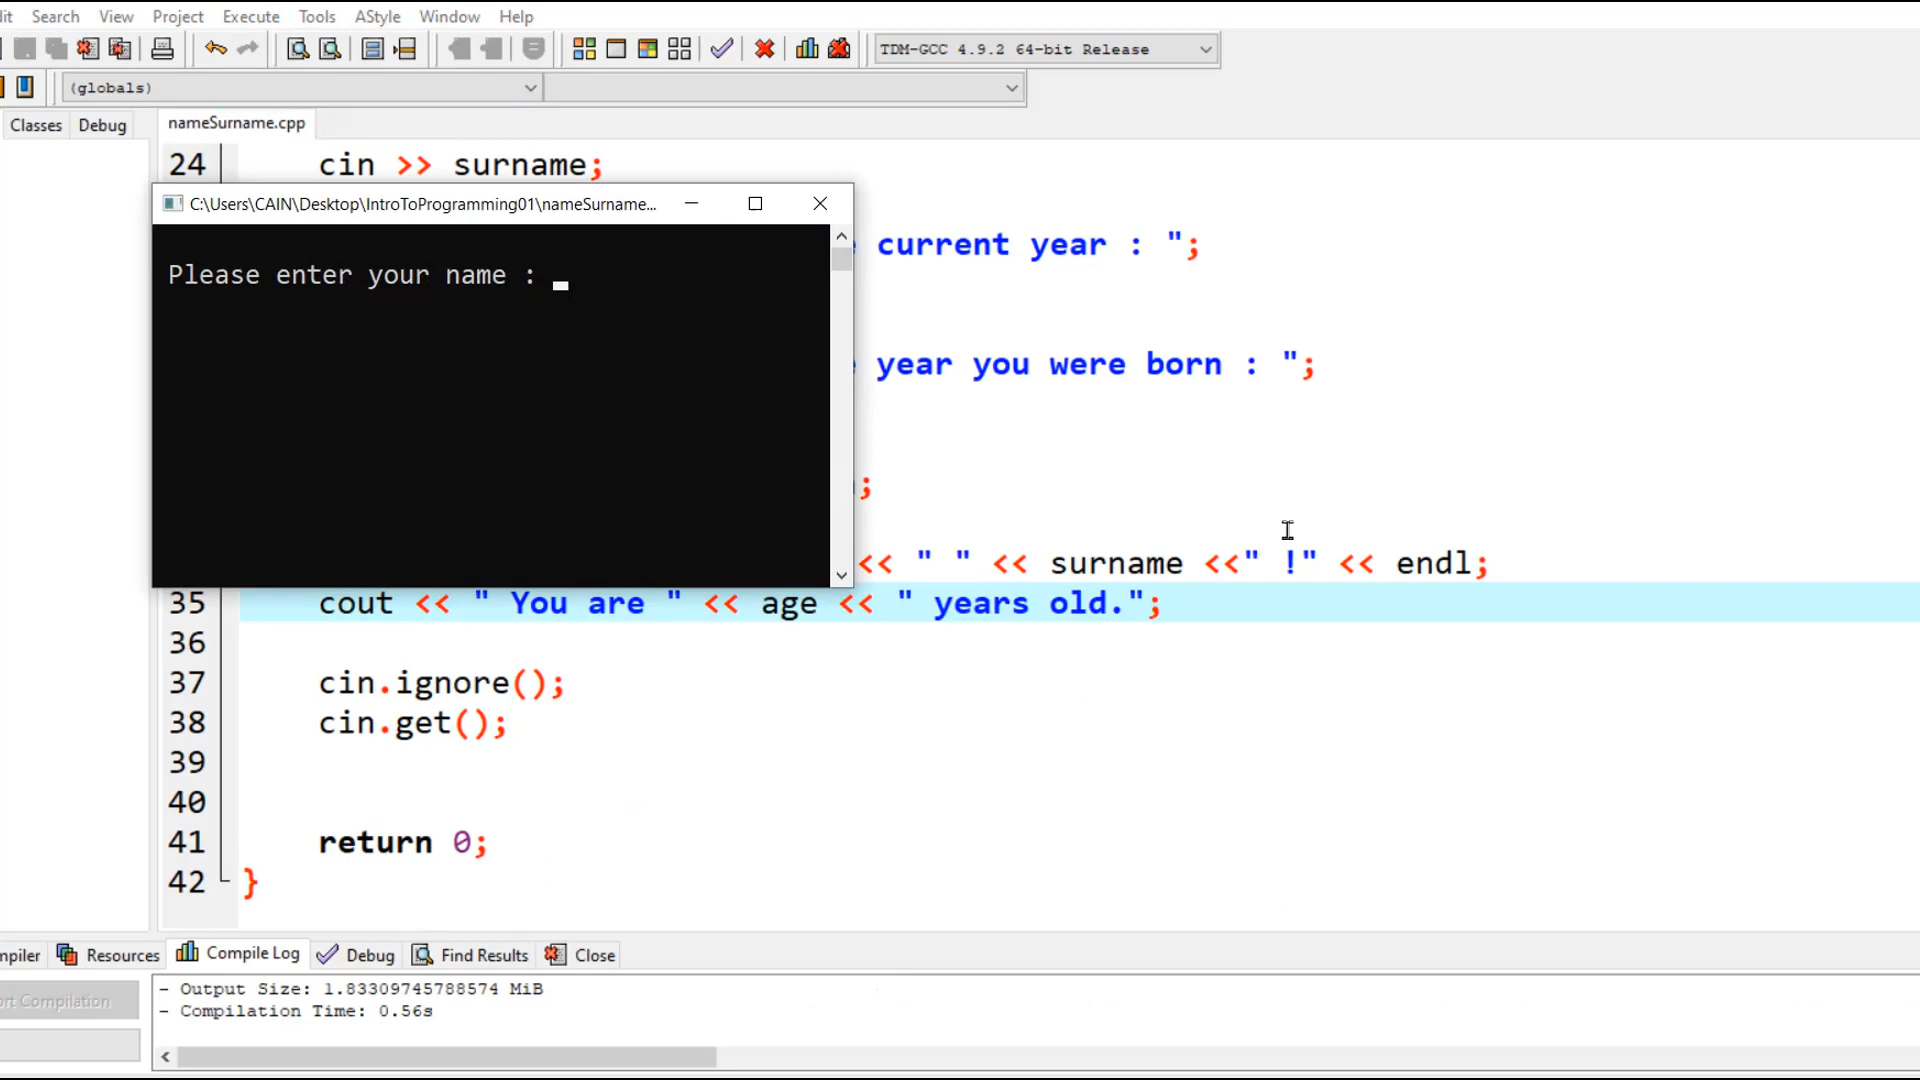 Search View Project Execute Tools AStyle Window Help
TDM-GCC 4.9.2 64-bit Release
(globals)
Classes Debug nameSurname.cpp
24 cin >> surname;
C:\Users\CAIN\Desktop\IntroToProgramming01\nameSurname...
current year : ";
Please enter your name :
year you were born : ";
;
<< " " << surname <<" !" << endl;
35 cout << " You are " << age << " years old.";
36
37 cin.ignore();
38 cin.get();
39
40
41 return 0;
42 }
Resources Compile Log Debug Find Results Close
- Output Size: 1.83309745788574 MiB
Compilation
- Compilation Time: 0.56s